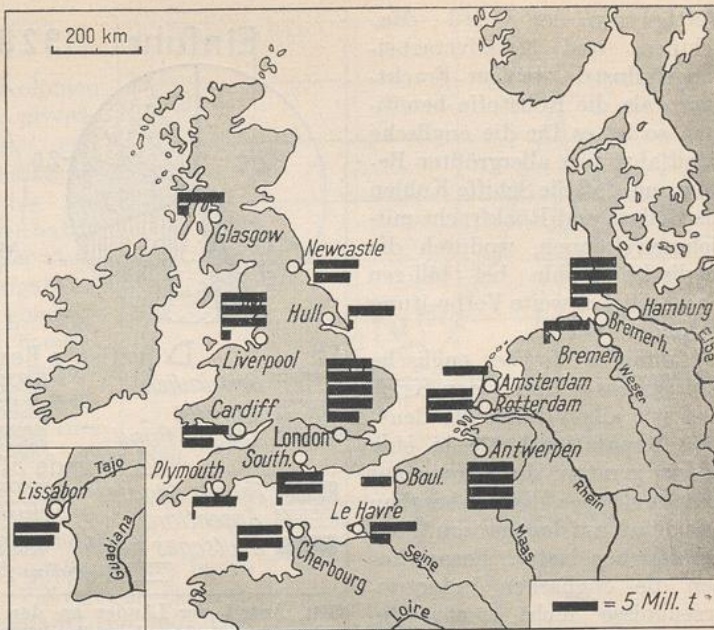 200 km
Glasgow
Newcastle
Hull
Liverpool
Hamburg
Bremerh.
Bremen
Elbe
Weser
Amsterdam
Rotterdam
Cardiff
London
South.
Antwerpen
Plymouth
Boul.
Le Havre
Cherbourg
Seine
Loire
Maas
Rhein
Tajo
Lissabon
Guadiana
= 5 Mill. t